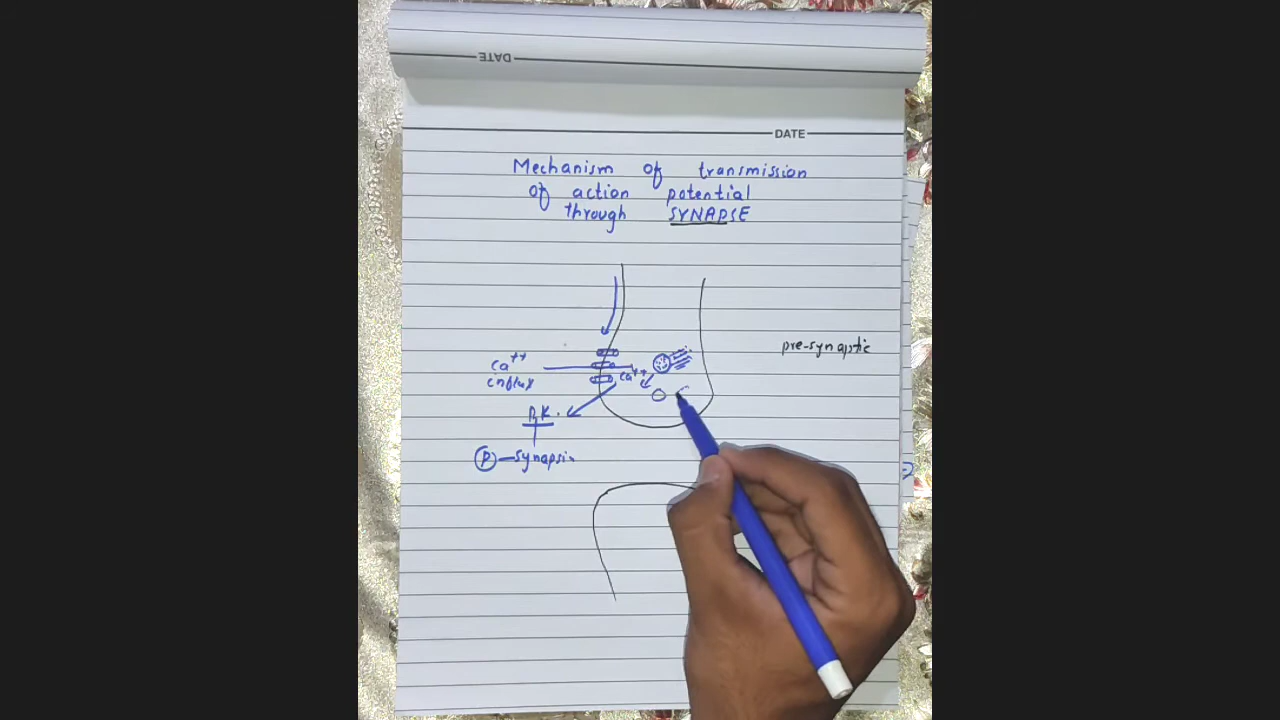 DATE
DATE
Mechanism of transmission
of action potential
through SYNAPSE
pre-synaptic
Ca++
influx
Ca++
P.K.
P — synapsin